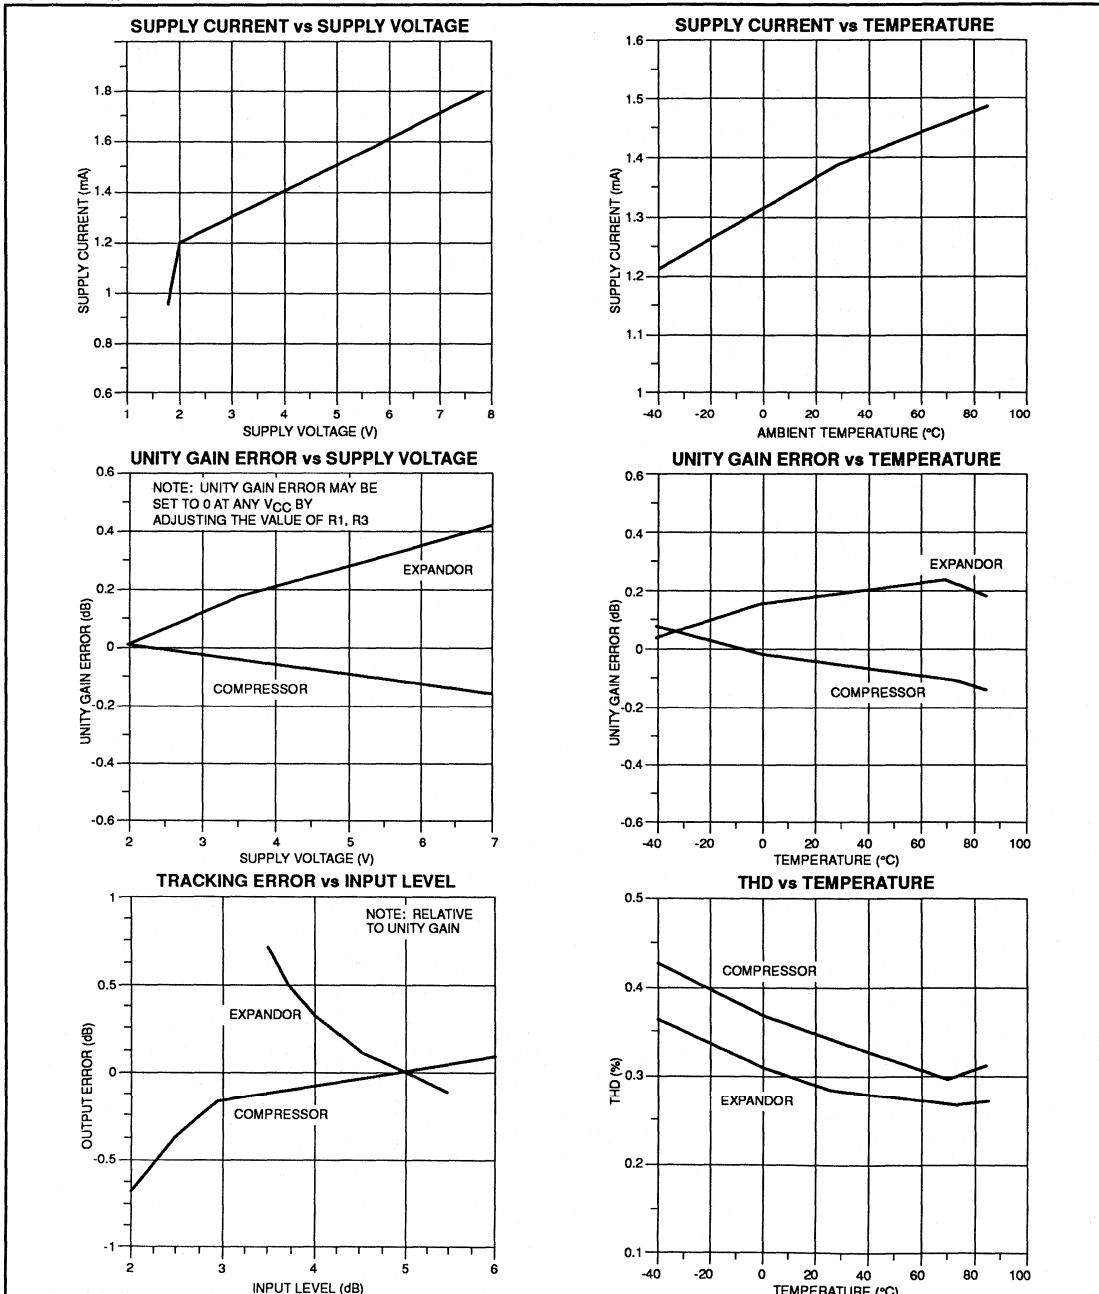 SUPPLY CURRENT vs SUPPLY VOLTAGE
1.8
1.6
1.4
1.2
1
0.8
0.6
SUPPLY CURRENT (mA)
1 2 3 4 5 6 7 8
SUPPLY VOLTAGE (V)
SUPPLY CURRENT vs TEMPERATURE
1.6
1.5
1.4
1.3
1.2
1.1
1
SUPPLY CURRENT (mA)
-40 -20 0 20 40 60 80 100
AMBIENT TEMPERATURE (°C)
UNITY GAIN ERROR vs SUPPLY VOLTAGE
0.6
0.4
0.2
0
-0.2
-0.4
-0.6
UNITY GAIN ERROR (dB)
NOTE: UNITY GAIN ERROR MAY BE
SET TO 0 AT ANY VCC BY
ADJUSTING THE VALUE OF R1, R3
EXPANDOR
COMPRESSOR
2 3 4 5 6 7
SUPPLY VOLTAGE (V)
UNITY GAIN ERROR vs TEMPERATURE
0.6
0.4
0.2
0
-0.2
-0.4
-0.6
UNITY GAIN ERROR (dB)
EXPANDOR
COMPRESSOR
-40 -20 0 20 40 60 80 100
TEMPERATURE (°C)
TRACKING ERROR vs INPUT LEVEL
1
0.5
0
-0.5
-1
OUTPUT ERROR (dB)
NOTE: RELATIVE
TO UNITY GAIN
EXPANDOR
COMPRESSOR
2 3 4 5 6
INPUT LEVEL (dB)
THD vs TEMPERATURE
0.5
0.4
0.3
0.2
0.1
THD (%)
COMPRESSOR
EXPANDOR
-40 -20 0 20 40 60 80 100
TEMPERATURE (°C)